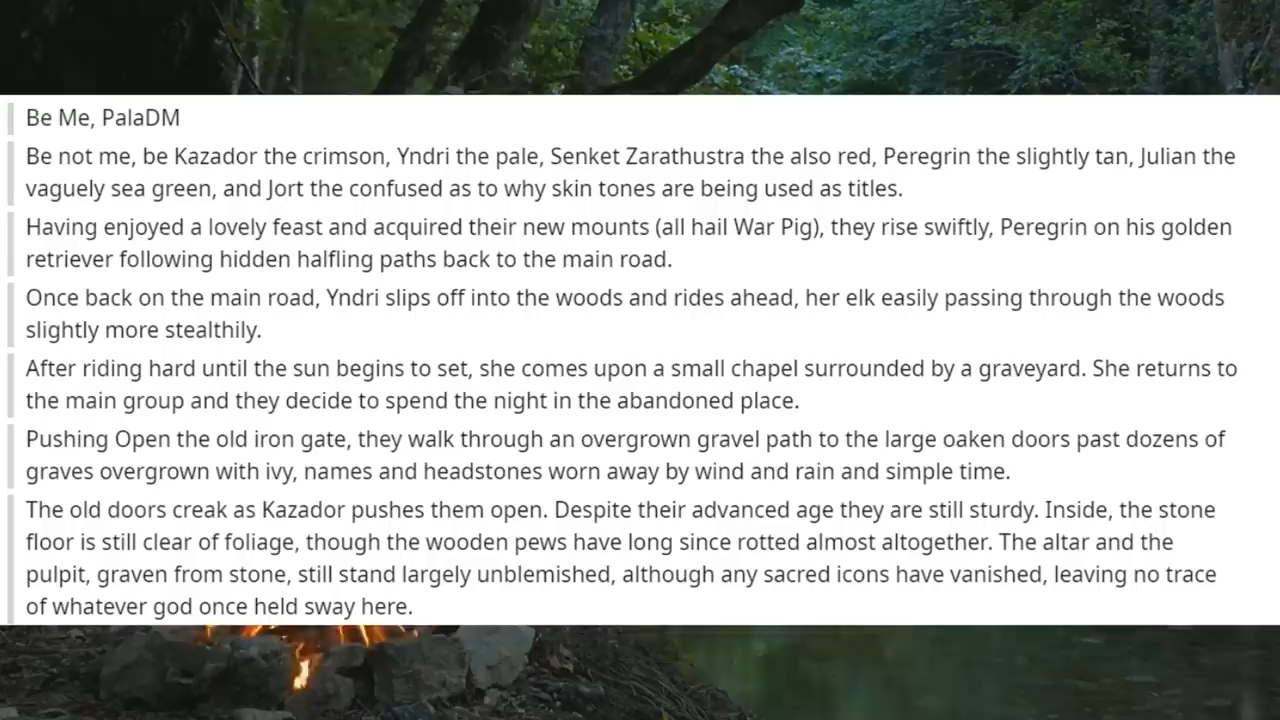 Be Me, PalaDM
Be not me, be Kazador the crimson, Yndri the pale, Senket Zarathustra the also red, Peregrin the slightly tan, Julian the
vaguely sea green, and Jort the confused as to why skin tones are being used as titles.
Having enjoyed a lovely feast and acquired their new mounts (all hail War Pig), they rise swiftly, Peregrin on his golden
retriever following hidden halfling paths back to the main road.
Once back on the main road, Yndri slips off into the woods and rides ahead, her elk easily passing through the woods
slightly more stealthily.
After riding hard until the sun begins to set, she comes upon a small chapel surrounded by a graveyard. She returns to
the main group and they decide to spend the night in the abandoned place.
Pushing Open the old iron gate, they walk through an overgrown gravel path to the large oaken doors past dozens of
graves overgrown with ivy, names and headstones worn away by wind and rain and simple time.
The old doors creak as Kazador pushes them open. Despite their advanced age they are still sturdy. Inside, the stone
floor is still clear of foliage, though the wooden pews have long since rotted almost altogether. The altar and the
pulpit, graven from stone, still stand largely unblemished, although any sacred icons have vanished, leaving no trace
of whatever god once held sway here.